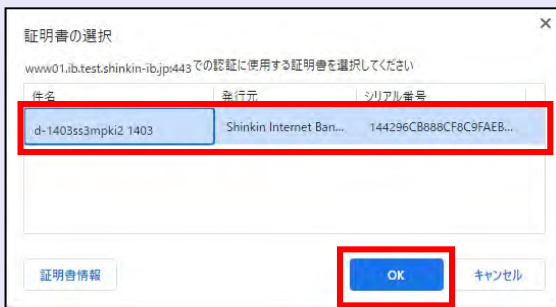 証明書の選択
www01.ib.test.shinkin-ib.jp:443での認証に使用する証明書を選択してください
件名 発行元 シリアル番号
d-1403ss3mpki2 1403 Shinkin Internet Ban... 144296CB888CF8C9FAEB...
証明書情報 OK キャンセル